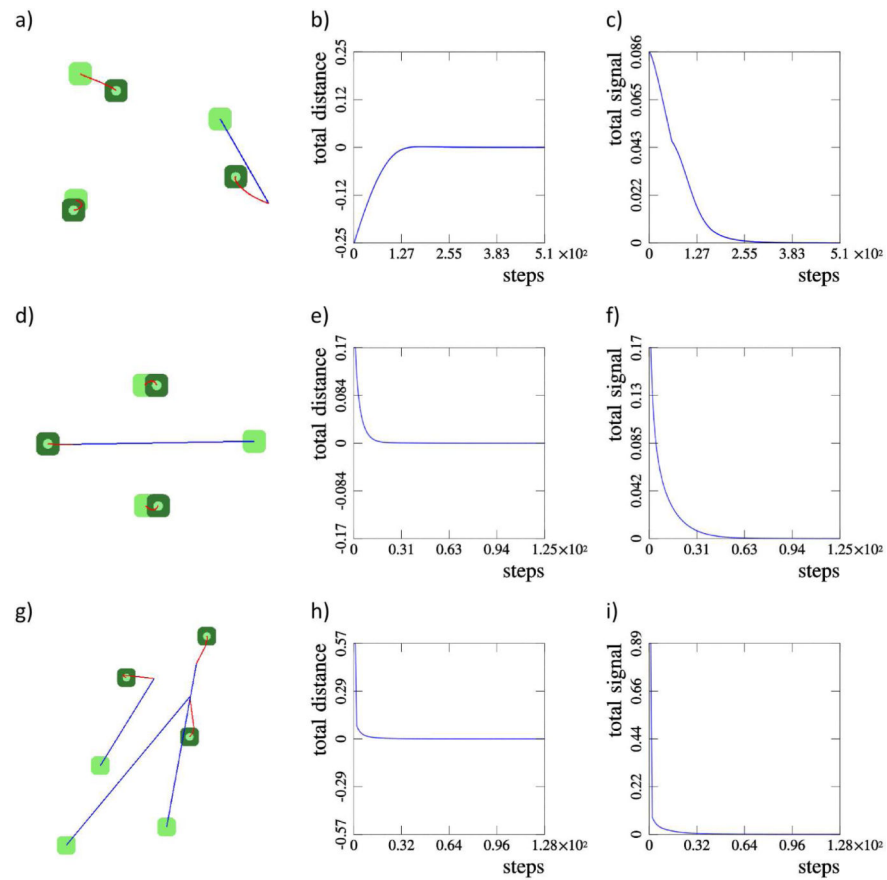 a)
b)
c)
total distance
0.25
0.12
0
-0.12
-0.25
0 1.27 2.55 3.83 5.1 ×10²
steps
total signal
0.086
0.065
0.043
0.022
0
0 1.27 2.55 3.83 5.1 ×10²
steps
d)
e)
f)
total distance
0.17
0.084
0
-0.084
-0.17
0 0.31 0.63 0.94 1.25×10²
steps
total signal
0.17
0.13
0.085
0.042
0
0 0.31 0.63 0.94 1.25×10²
steps
g)
h)
i)
total distance
0.57
0.29
0
-0.29
-0.57
0 0.32 0.64 0.96 1.28×10²
steps
total signal
0.89
0.66
0.44
0.22
0
0 0.32 0.64 0.96 1.28×10²
steps